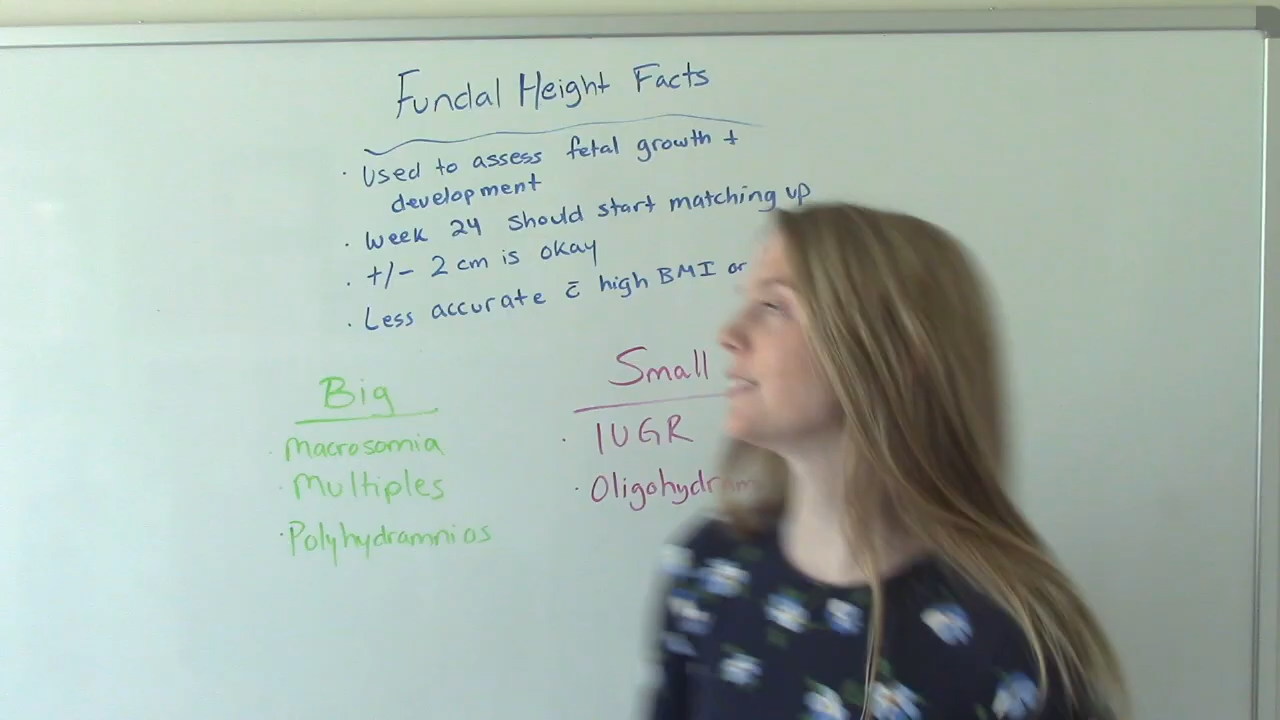 Fundal Height Facts
· Used to assess fetal growth +
development
· Week 24 should start matching up
· +/- 2 cm is okay
· Less accurate c̄ high BMI or
Big
· Macrosomia
· Multiples
· Polyhydramnios
Small
· IUGR
· Oligohydram